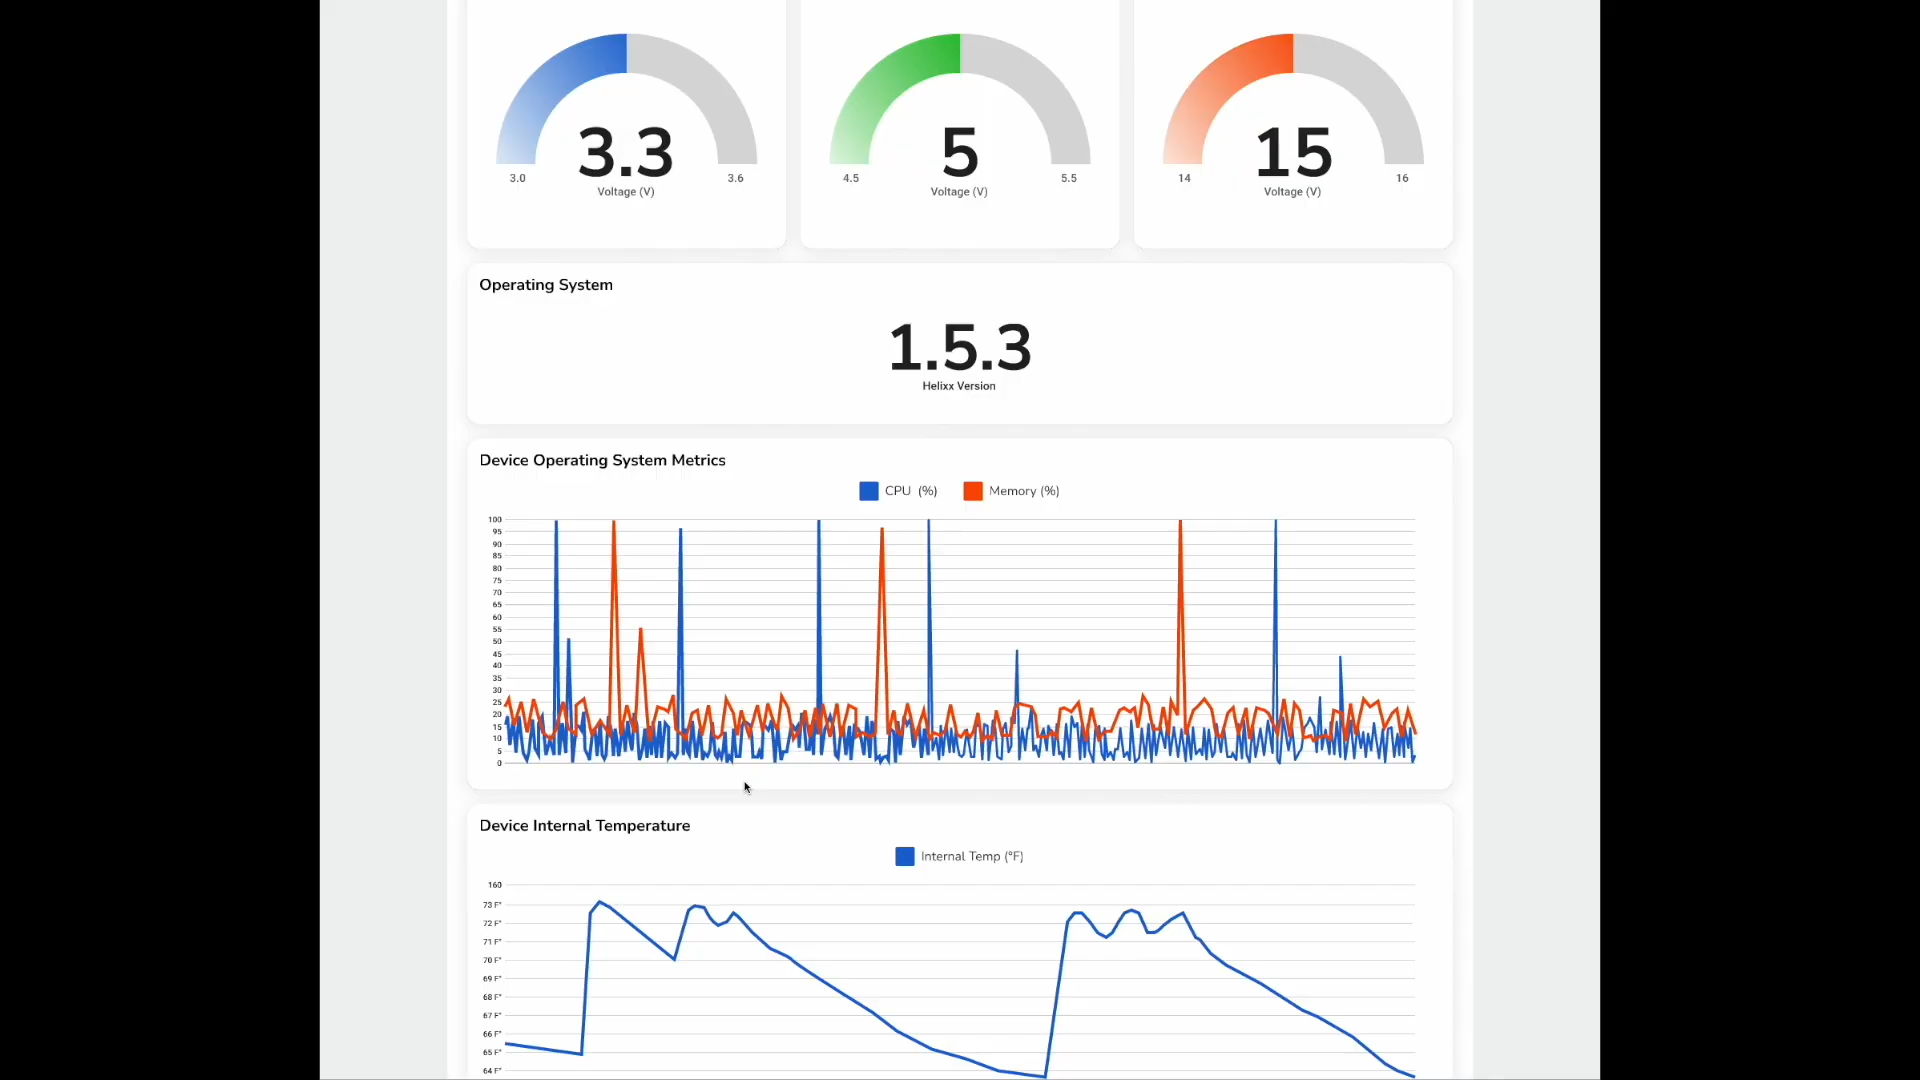 3.3 5 15
3.0 3.6 4.5 5.5 14 16
Voltage (V) Voltage (V) Voltage (V)
Operating System
1.5.3
Helixx Version
Device Operating System Metrics
CPU (%) Memory (%)
100
95
90
85
80
75
70
65
60
55
50
45
40
35
30
25
20
15
10
5
0
Device Internal Temperature
Internal Temp (°F)
160
73 F°
72 F°
71 F°
70 F°
69 F°
68 F°
67 F°
66 F°
65 F°
64 F°